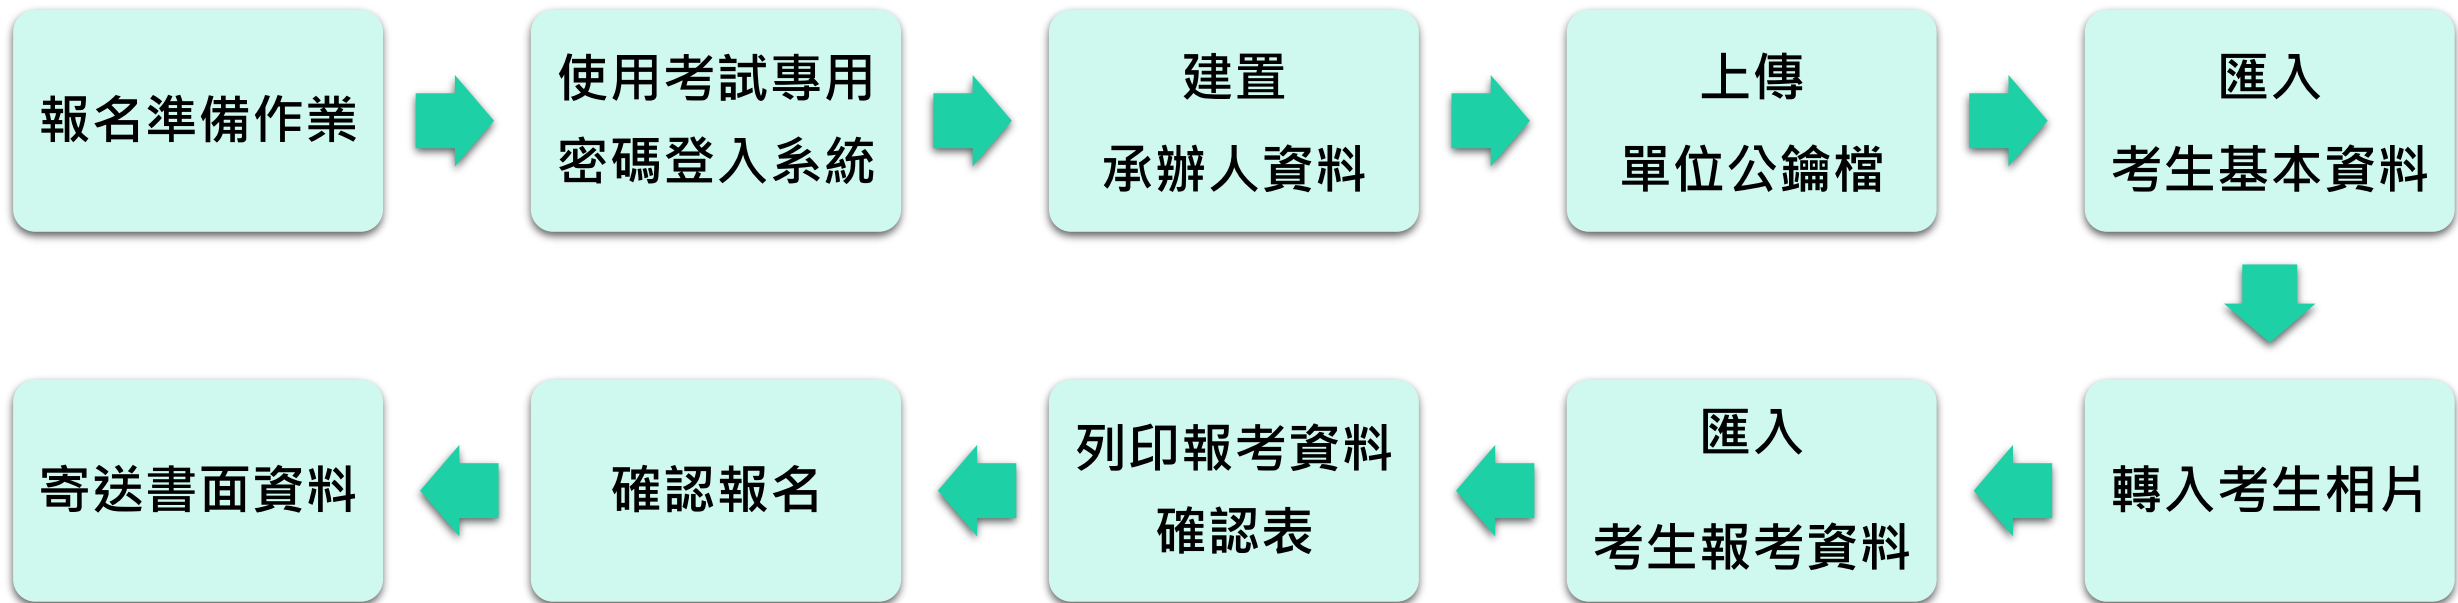 報名準備作業
使用考試專用
密碼登入系統
建置
承辦人資料
上傳
單位公鑰檔
匯入
考生基本資料
轉入考生相片
匯入
考生報考資料
列印報考資料
確認表
確認報名
寄送書面資料